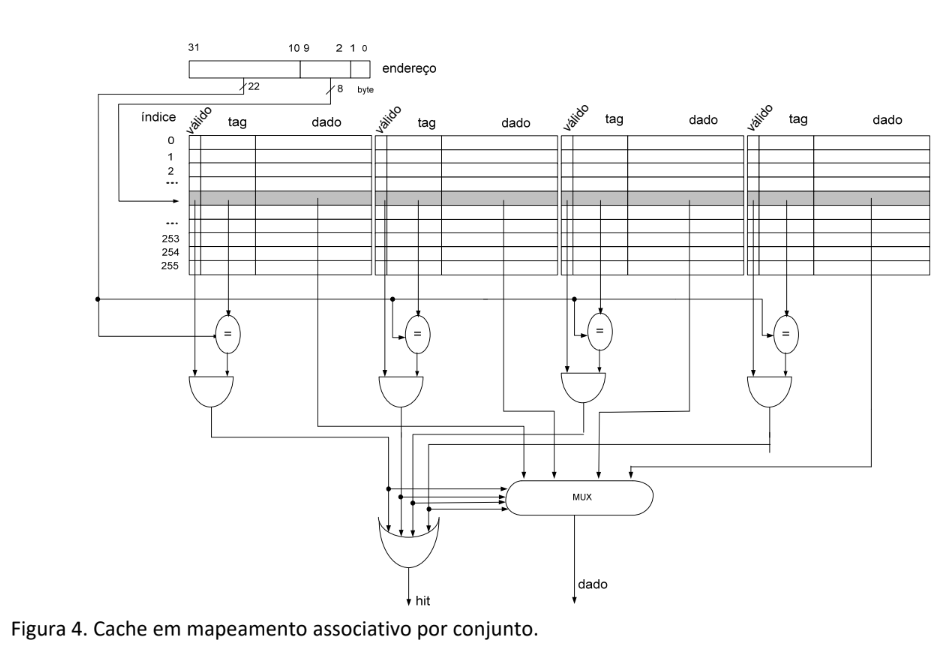 31 10 9 2 1 0
endereço
22 8 byte
índice válido tag dado válido tag dado válido tag dado válido tag dado
0
1
2
...
...
253
254
255
= = = =
MUX
hit
dado
Figura 4. Cache em mapeamento associativo por conjunto.